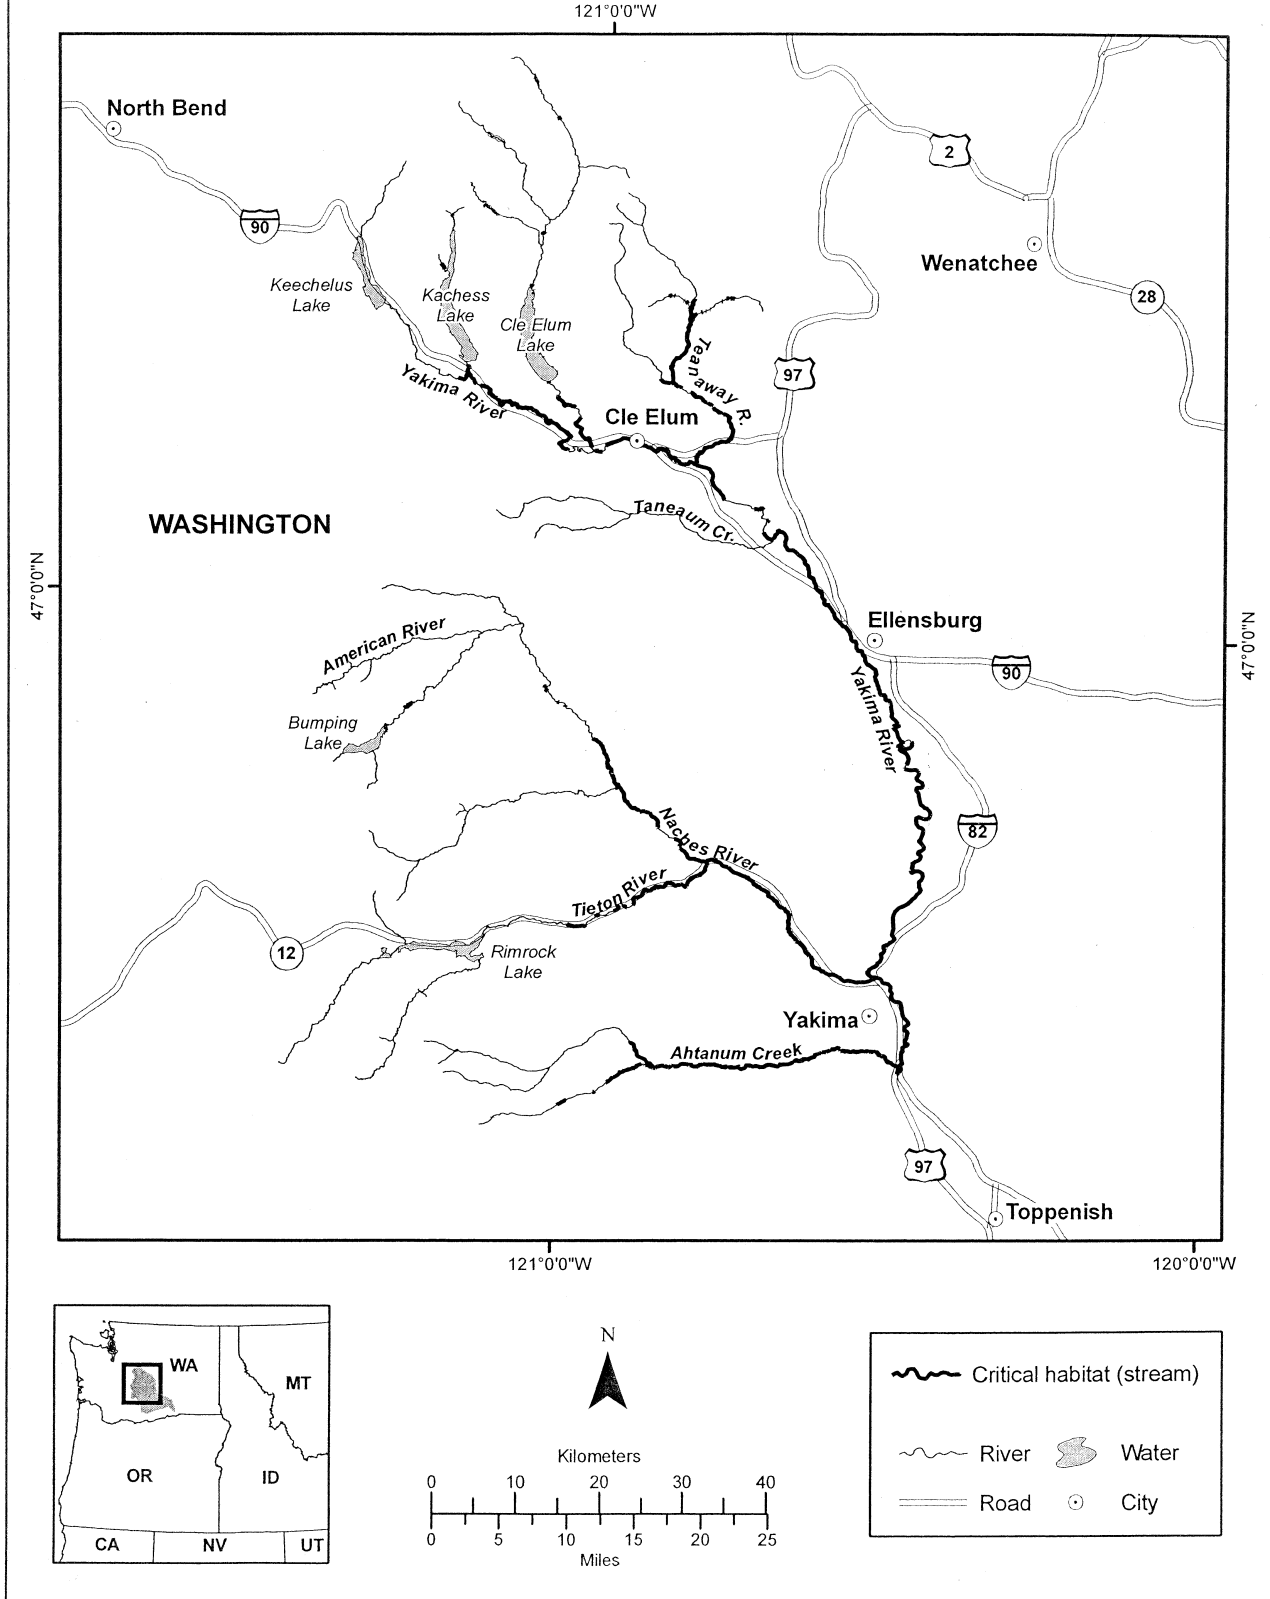 121°0'0"W
North Bend
2
90
Wenatchee
Keechelus
Lake
Kachess
Lake
Cle Elum
Lake
28
Teanaway R.
97
Yakima River
Cle Elum
WASHINGTON
Taneaum Cr.
47°0'0"N
47°0'0"N
American River
Ellensburg
90
Bumping
Lake
Yakima River
82
Naches River
Tieton River
12
Rimrock
Lake
Yakima
Ahtanum Creek
97
Toppenish
121°0'0"W
120°0'0"W
WA
MT
OR
ID
CA
NV
UT
N
Kilometers
0 10 20 30 40
0 5 10 15 20 25
Miles
Critical habitat (stream)
River
Water
Road
City